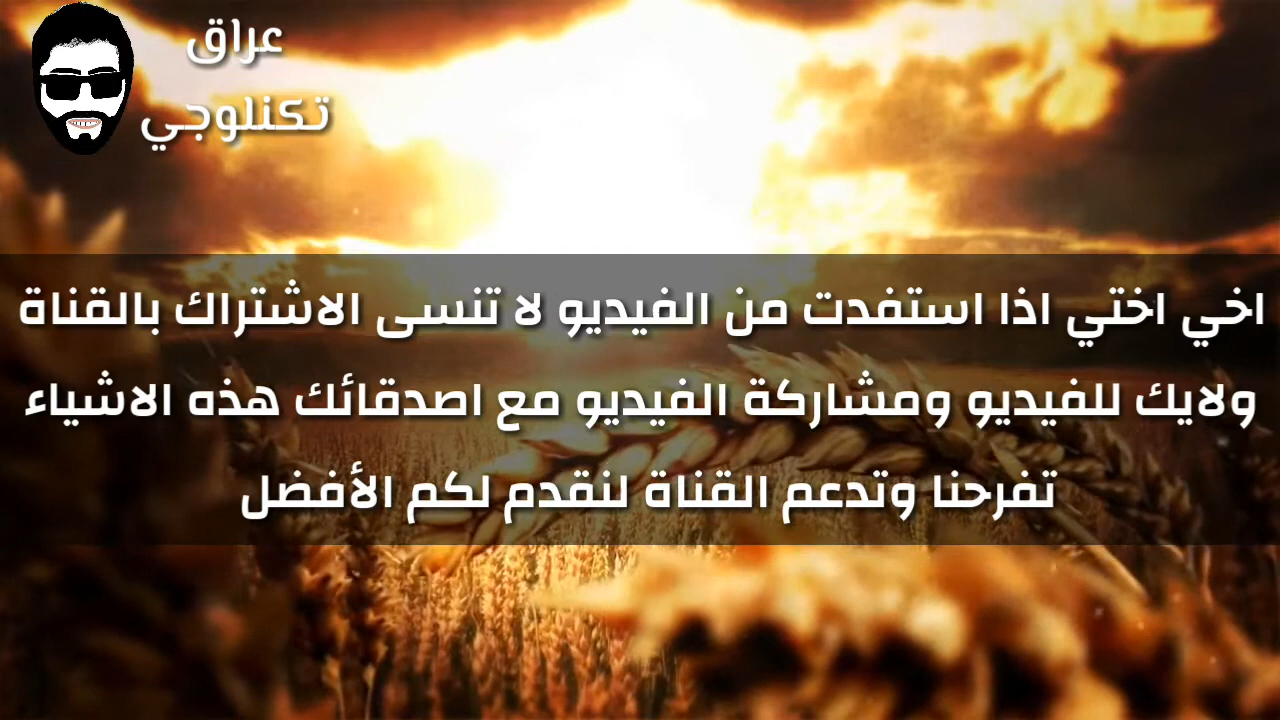 عراق
تكنلوجي
اخي اختي اذا استفدت من الفيديو لا تنسى الاشتراك بالقناة
ولايك للفيديو ومشاركة الفيديو مع اصدقائك هذه الاشياء
تفرحنا وتدعم القناة لنقدم لكم الأفضل